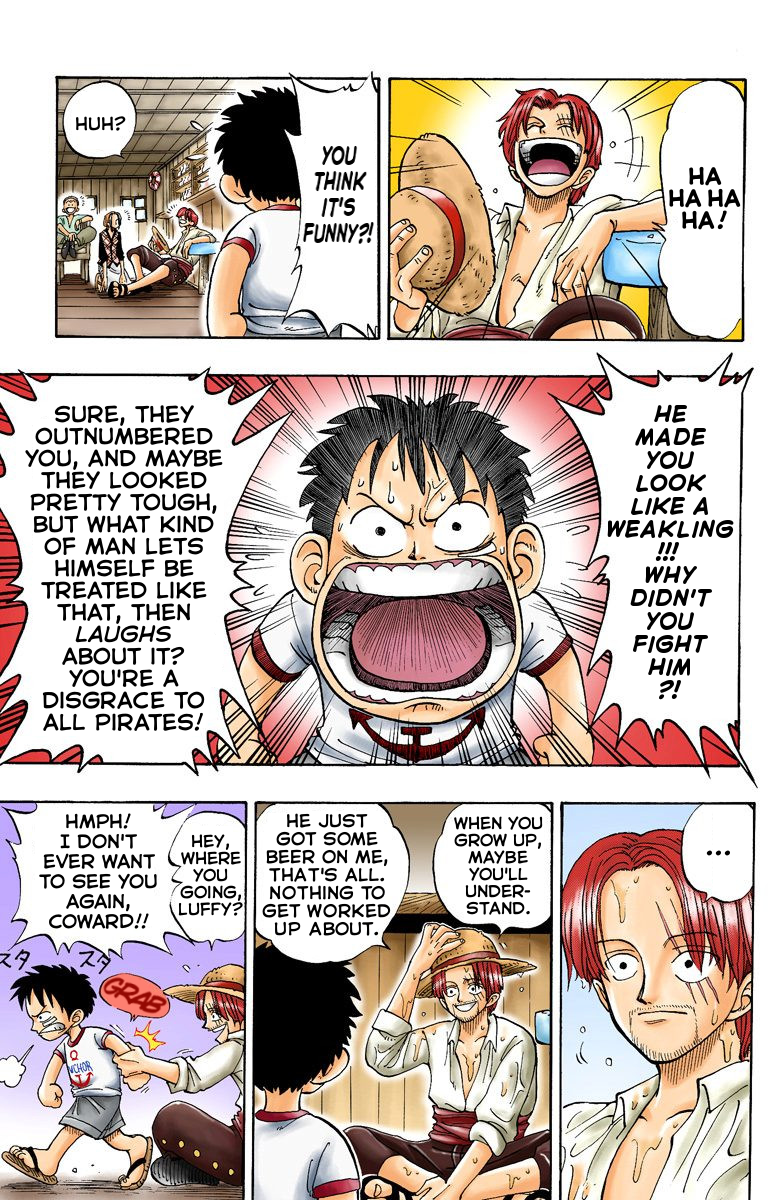 HA
HA HA HA
HA!
YOU
THINK
IT'S
FUNNY?!
HUH?
HE
MADE
YOU
LOOK
LIKE A
WEAKLING
!!!
WHY
DIDN'T
YOU
FIGHT
HIM
?!
SURE, THEY
OUTNUMBERED
YOU, AND MAYBE
THEY LOOKED
PRETTY TOUGH,
BUT WHAT KIND
OF MAN LETS
HIMSELF BE
TREATED LIKE
THAT, THEN
LAUGHS
ABOUT IT?
YOU'RE A
DISGRACE TO
ALL PIRATES!
...
WHEN YOU
GROW UP,
MAYBE
YOU'LL
UNDER-
STAND.
HE JUST
GOT SOME
BEER ON ME,
THAT'S ALL.
NOTHING TO
GET WORKED
UP ABOUT.
HEY,
WHERE
YOU
GOING,
LUFFY?
HMPH!
I DON'T
EVER WANT
TO SEE YOU
AGAIN,
COWARD!!
スタ
スタ
GRAB
NCHOR